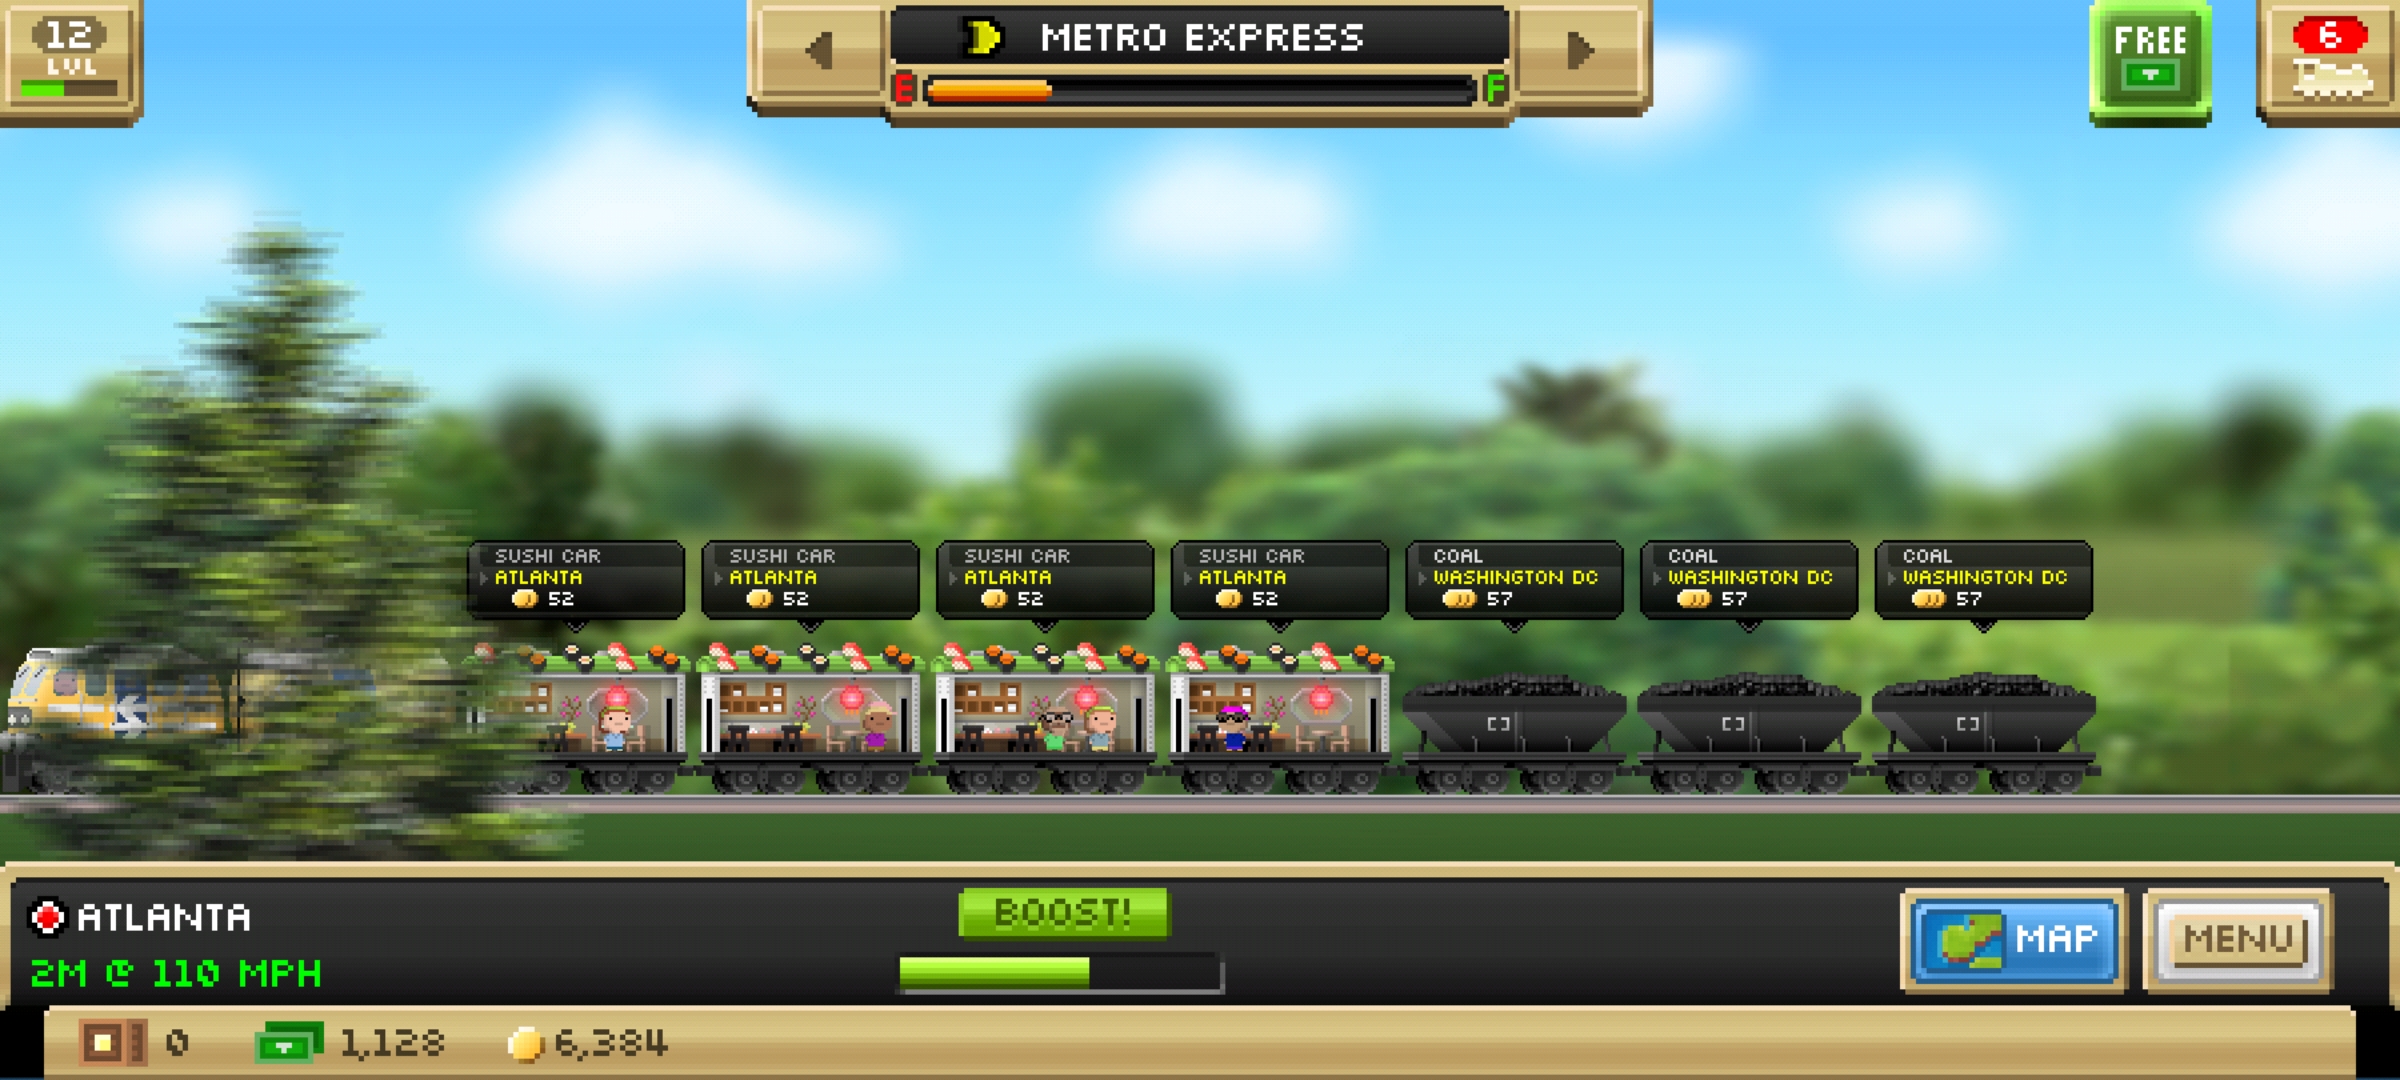 12
LVL
METRO EXPRESS
E
F
FREE
6
SUSHI CAR
ATLANTA
52
SUSHI CAR
ATLANTA
52
SUSHI CAR
ATLANTA
52
SUSHI CAR
ATLANTA
52
COAL
WASHINGTON DC
57
COAL
WASHINGTON DC
57
COAL
WASHINGTON DC
57
ATLANTA
2M @ 110 MPH
BOOST!
MAP
MENU
0
1,128
6,384